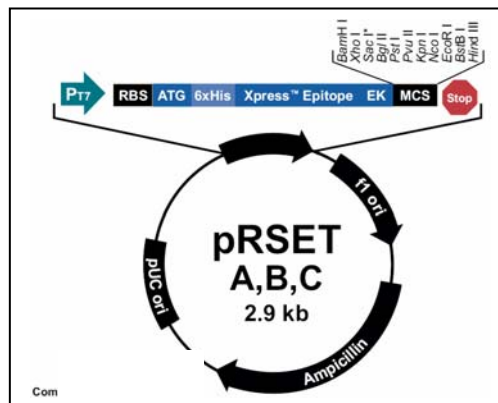 BamH I
Xho I
Sac I*
Bgl II
Pst I
Pvu II
Kpn I
Nco I
EcoR I
BstB I
Hind III
PT7
RBS ATG 6xHis Xpress™ Epitope EK MCS Stop
f1 ori
pRSET
A,B,C
2.9 kb
pUC ori
Ampicillin
Com